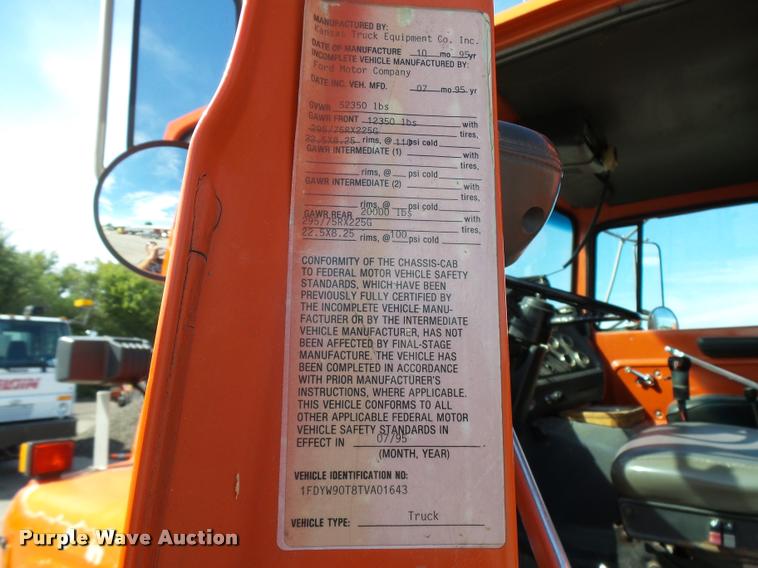 MANUFACTURED BY:
Kansas Truck Equipment Co. Inc.
DATE OF MANUFACTURE 10 mo. 95 yr
INCOMPLETE VEHICLE MANUFACTURED BY:
Ford Motor Company
DATE INC. VEH. MFD. 07 mo. 95 yr
GVWR 52350 lbs
GAWR FRONT 12350 lbs with
295/75RX225G tires,
22.5X8.25 rims, @ 110 psi cold
GAWR INTERMEDIATE (1) with
tires,
rims, @ psi cold
GAWR INTERMEDIATE (2) with
tires,
rims, @ psi cold
GAWR REAR 20000 lbs with
295/75RX225G tires,
22.5X8.25 rims, @ 100 psi cold
CONFORMITY OF THE CHASSIS-CAB
TO FEDERAL MOTOR VEHICLE SAFETY
STANDARDS, WHICH HAVE BEEN
PREVIOUSLY FULLY CERTIFIED BY
THE INCOMPLETE VEHICLE MANU-
FACTURER OR BY THE INTERMEDIATE
VEHICLE MANUFACTURER, HAS NOT
BEEN AFFECTED BY FINAL-STAGE
MANUFACTURE. THE VEHICLE HAS
BEEN COMPLETED IN ACCORDANCE
WITH PRIOR MANUFACTURER'S
INSTRUCTIONS, WHERE APPLICABLE.
THIS VEHICLE CONFORMS TO ALL
OTHER APPLICABLE FEDERAL MOTOR
VEHICLE SAFETY STANDARDS IN
EFFECT IN 07/95
(MONTH, YEAR)
VEHICLE IDENTIFICATION NO:
1FDYW90T8TVA01643
VEHICLE TYPE: Truck
ELGIN
Purple Wave Auction